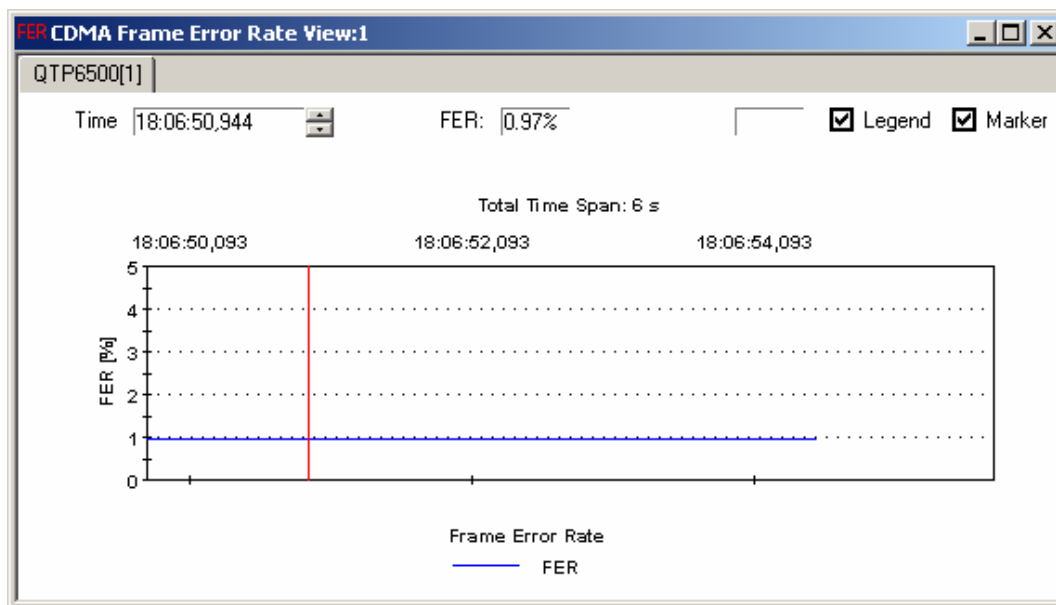 FER CDMA Frame Error Rate View:1
QTP6500[1]
Time 18:06:50,944 FER: 0.97% Legend Marker
Total Time Span: 6 s
18:06:50,093 18:06:52,093 18:06:54,093
5
4
3
2
1
0
FER [%]
Frame Error Rate
FER